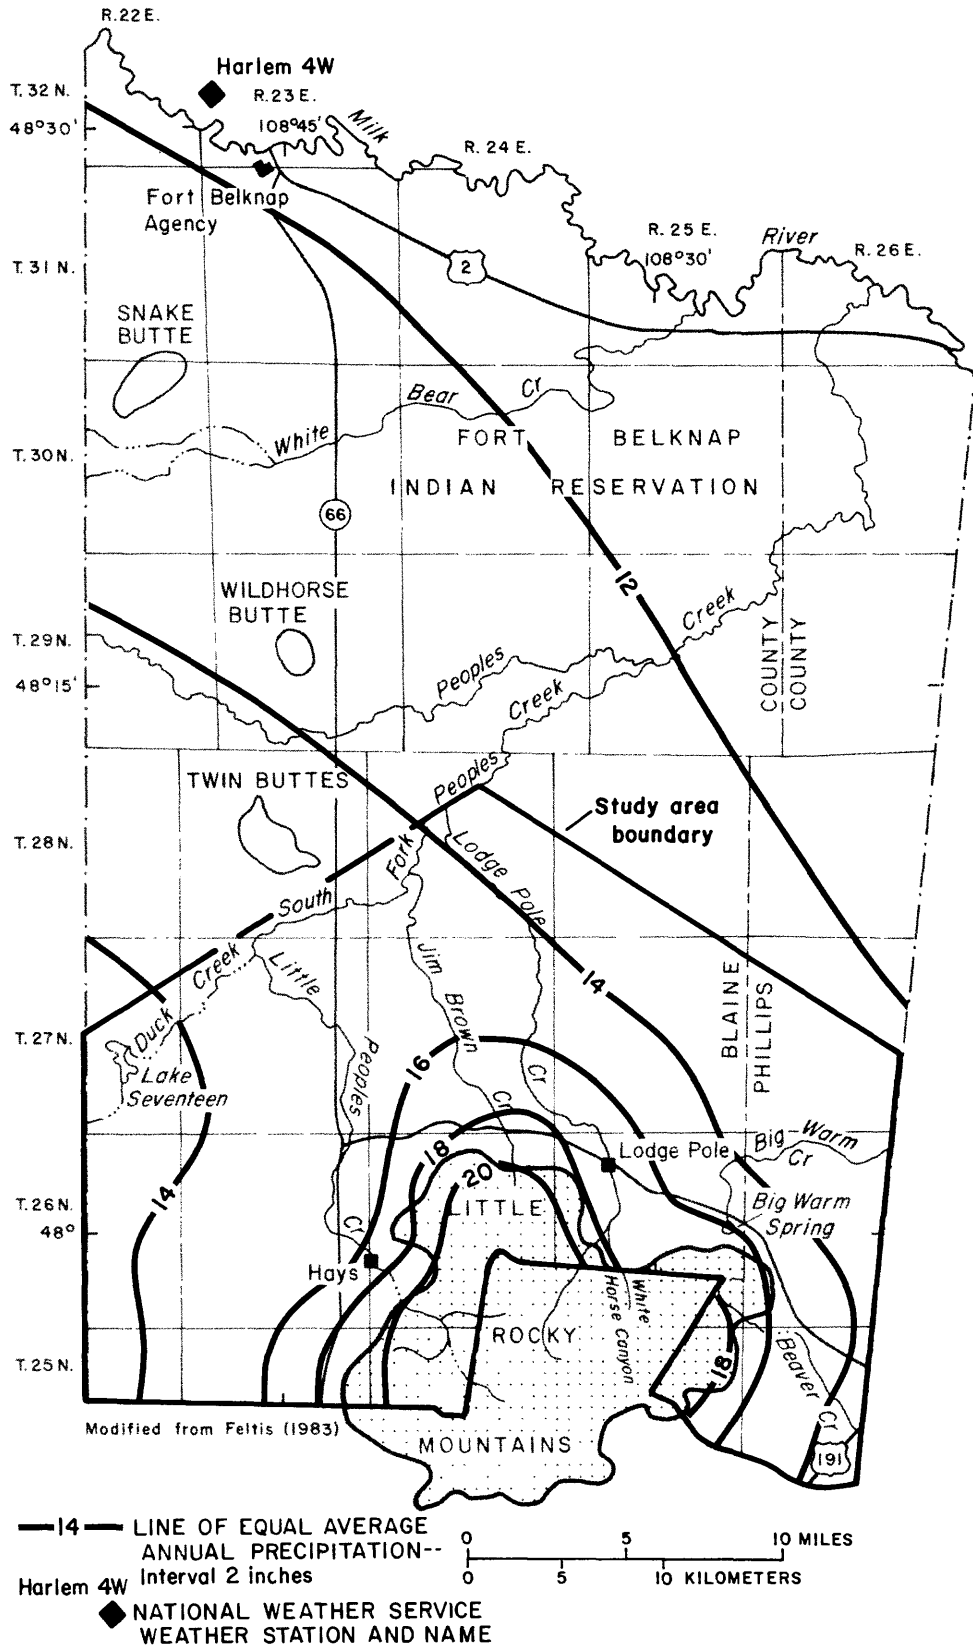 R.22 E.
Harlem 4W
T. 32 N.
R.23 E.
48°30'
108°45'
Milk
R. 24 E.
Fort Belknap
Agency
R. 25 E.
108°30'
River
R. 26 E.
T. 31 N.
2
SNAKE
BUTTE
Bear
Cr
White
FORT BELKNAP
T. 30 N.
INDIAN RESERVATION
66
12
WILDHORSE
BUTTE
Creek
T. 29 N.
COUNTY
COUNTY
48°15'
Peoples
Creek
TWIN BUTTES
Peoples
Study area
boundary
T. 28 N.
Fork
Lodge Pole
South
Creek
Little
Jim
Brown
14
BLAINE
PHILLIPS
T. 27 N.
Duck
Peoples
16
Cr
Lake
Seventeen
Cr
18
Lodge Pole
Big Warm
Cr
20
14
LITTLE
Big Warm
Spring
T. 26 N.
48°
Cr
Hays
White
Horse Canyon
ROCKY
T. 25 N.
18
Beaver
Cr
Modified from Feltis (1983)
MOUNTAINS
191
14 LINE OF EQUAL AVERAGE
ANNUAL PRECIPITATION--
Interval 2 inches
0 5 10 MILES
0 5 10 KILOMETERS
Harlem 4W
NATIONAL WEATHER SERVICE
WEATHER STATION AND NAME